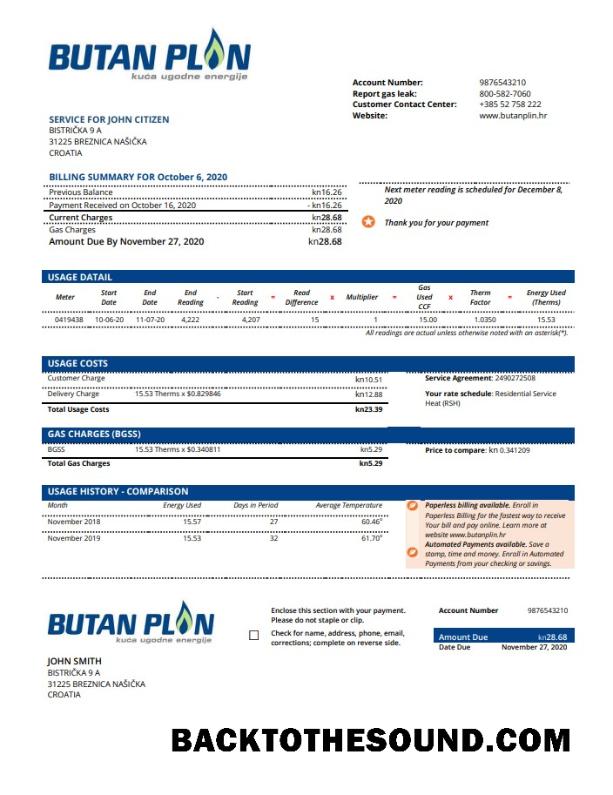 BUTAN PLIN
kuća ugodne energije
Account Number: 9876543210
Report gas leak: 800-582-7060
Customer Contact Center: +385 52 758 222
Website: www.butanplin.hr
SERVICE FOR JOHN CITIZEN
BISTRIČKA 9 A
31225 BREZNICA NAŠIČKA
CROATIA
BILLING SUMMARY FOR October 6, 2020
Previous Balance kn16.26
Payment Received on October 16, 2020 - kn16.26
Current Charges kn28.68
Gas Charges kn28.68
Amount Due By November 27, 2020 kn28.68
Next meter reading is scheduled for December 8,
2020
Thank you for your payment
USAGE DATAIL
Meter Start Date End Date End Reading - Start Reading = Read Difference x Multiplier = Gas Used CCF x Therm Factor = Energy Used (Therms)
0419438 10-06-20 11-07-20 4,222 4,207 15 1 15.00 1.0350 15.53
All readings are actual unless otherwise noted with an asterisk(*).
USAGE COSTS
Customer Charge kn10.51
Delivery Charge 15.53 Therms x $0.829846 kn12.88
Total Usage Costs kn23.39
Service Agreement: 2490272508
Your rate schedule: Residential Service
Heat (RSH)
GAS CHARGES (BGSS)
BGSS 15.53 Therms x $0.340811 kn5.29
Total Gas Charges kn5.29
Price to compare: kn 0.341209
USAGE HISTORY - COMPARISON
Month Energy Used Days in Period Average Temperature
November 2018 15.57 27 60.46°
November 2019 15.53 32 61.70°
Paperless billing available. Enroll in
Paperless Billing for the fastest way to receive
Your bill and pay online. Learn more at
website www.butanplin.hr
Automated Payments available. Save a
stamp, time and money. Enroll in Automated
Payments from your checking or savings.
BUTAN PLIN
kuća ugodne energije
Enclose this section with your payment.
Please do not staple or clip.
Check for name, address, phone, email,
corrections; complete on reverse side.
Account Number 9876543210
Amount Due kn28.68
Date Due November 27, 2020
JOHN SMITH
BISTRIČKA 9 A
31225 BREZNICA NAŠIČKA
CROATIA
BACKTOTHESOUND.COM